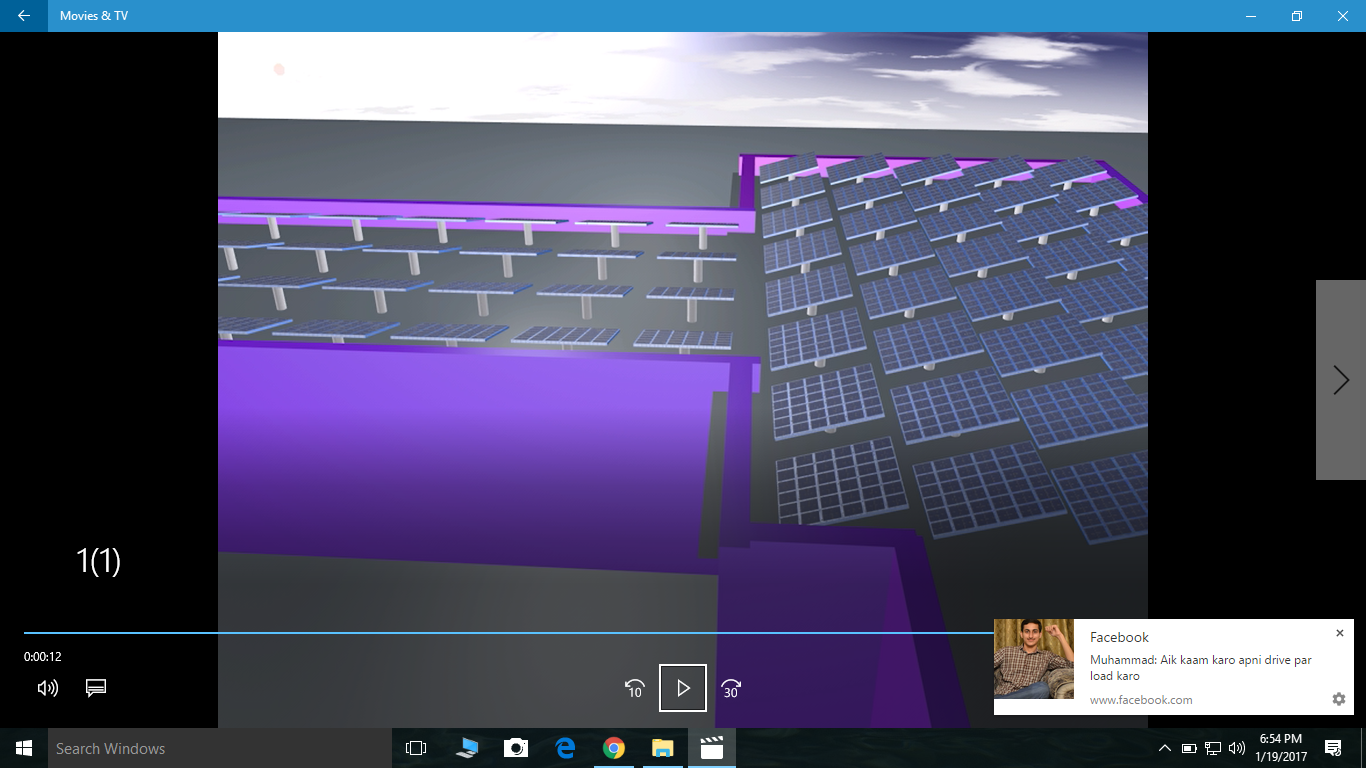 Movies & TV
1(1)
0:00:12
10
30
Facebook
Muhammad: Aik kaam karo apni drive par
load karo
www.facebook.com
Search Windows
6:54 PM
1/19/2017